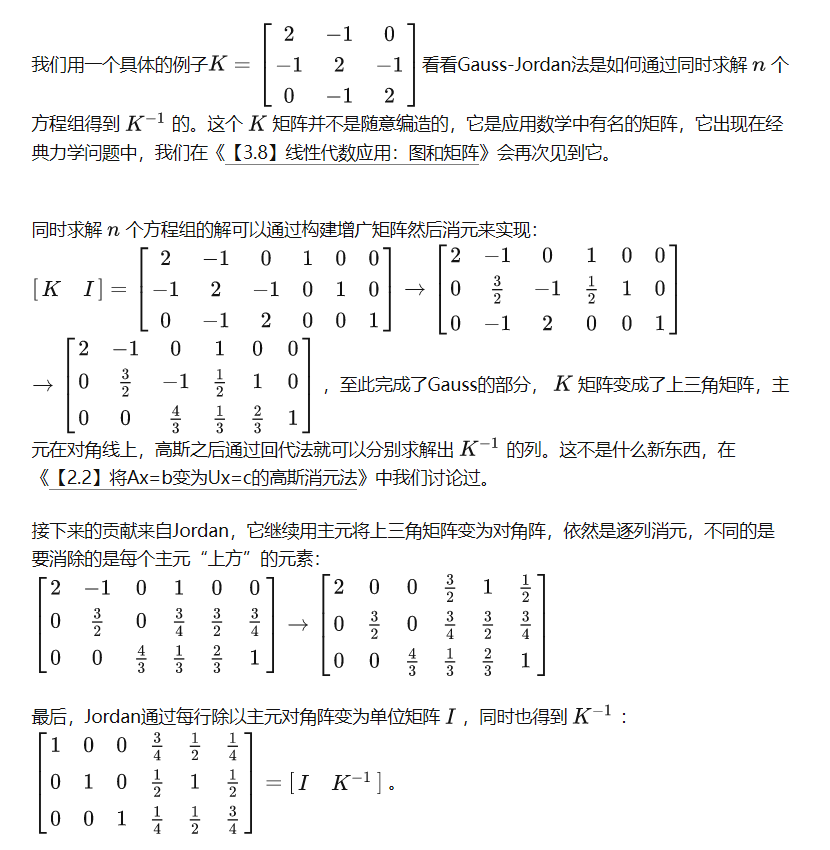 我们用一个具体的例子 $K = \begin{bmatrix} 2 & -1 & 0 \\ -1 & 2 & -1 \\ 0 & -1 & 2 \end{bmatrix}$ 看看Gauss-Jordan法是如何通过同时求解 $n$ 个
方程组得到 $K^{-1}$ 的。这个 $K$ 矩阵并不是随意编造的，它是应用数学中有名的矩阵，它出现在经
典力学问题中，我们在《【3.8】线性代数应用：图和矩阵》会再次见到它。
同时求解 $n$ 个方程组的解可以通过构建增广矩阵然后消元来实现：
$[K \quad I] = \begin{bmatrix} 2 & -1 & 0 & 1 & 0 & 0 \\ -1 & 2 & -1 & 0 & 1 & 0 \\ 0 & -1 & 2 & 0 & 0 & 1 \end{bmatrix} \to \begin{bmatrix} 2 & -1 & 0 & 1 & 0 & 0 \\ 0 & \frac{3}{2} & -1 & \frac{1}{2} & 1 & 0 \\ 0 & -1 & 2 & 0 & 0 & 1 \end{bmatrix}$
$\to \begin{bmatrix} 2 & -1 & 0 & 1 & 0 & 0 \\ 0 & \frac{3}{2} & -1 & \frac{1}{2} & 1 & 0 \\ 0 & 0 & \frac{4}{3} & \frac{1}{3} & \frac{2}{3} & 1 \end{bmatrix}$ ，至此完成了Gauss的部分， $K$ 矩阵变成了上三角矩阵，主
元在对角线上，高斯之后通过回代法就可以分别求解出 $K^{-1}$ 的列。这不是什么新东西，在
《【2.2】将Ax=b变为Ux=c的高斯消元法》中我们讨论过。
接下来的贡献来自Jordan，它继续用主元将上三角矩阵变为对角阵，依然是逐列消元，不同的是
要消除的是每个主元“上方”的元素：
$\begin{bmatrix} 2 & -1 & 0 & 1 & 0 & 0 \\ 0 & \frac{3}{2} & 0 & \frac{3}{4} & \frac{3}{2} & \frac{3}{4} \\ 0 & 0 & \frac{4}{3} & \frac{1}{3} & \frac{2}{3} & 1 \end{bmatrix} \to \begin{bmatrix} 2 & 0 & 0 & \frac{3}{2} & 1 & \frac{1}{2} \\ 0 & \frac{3}{2} & 0 & \frac{3}{4} & \frac{3}{2} & \frac{3}{4} \\ 0 & 0 & \frac{4}{3} & \frac{1}{3} & \frac{2}{3} & 1 \end{bmatrix}$
最后，Jordan通过每行除以主元对角阵变为单位矩阵 $I$ ，同时也得到 $K^{-1}$ ：
$\begin{bmatrix} 1 & 0 & 0 & \frac{3}{4} & \frac{1}{2} & \frac{1}{4} \\ 0 & 1 & 0 & \frac{1}{2} & 1 & \frac{1}{2} \\ 0 & 0 & 1 & \frac{1}{4} & \frac{1}{2} & \frac{3}{4} \end{bmatrix} = [I \quad K^{-1}]$ 。